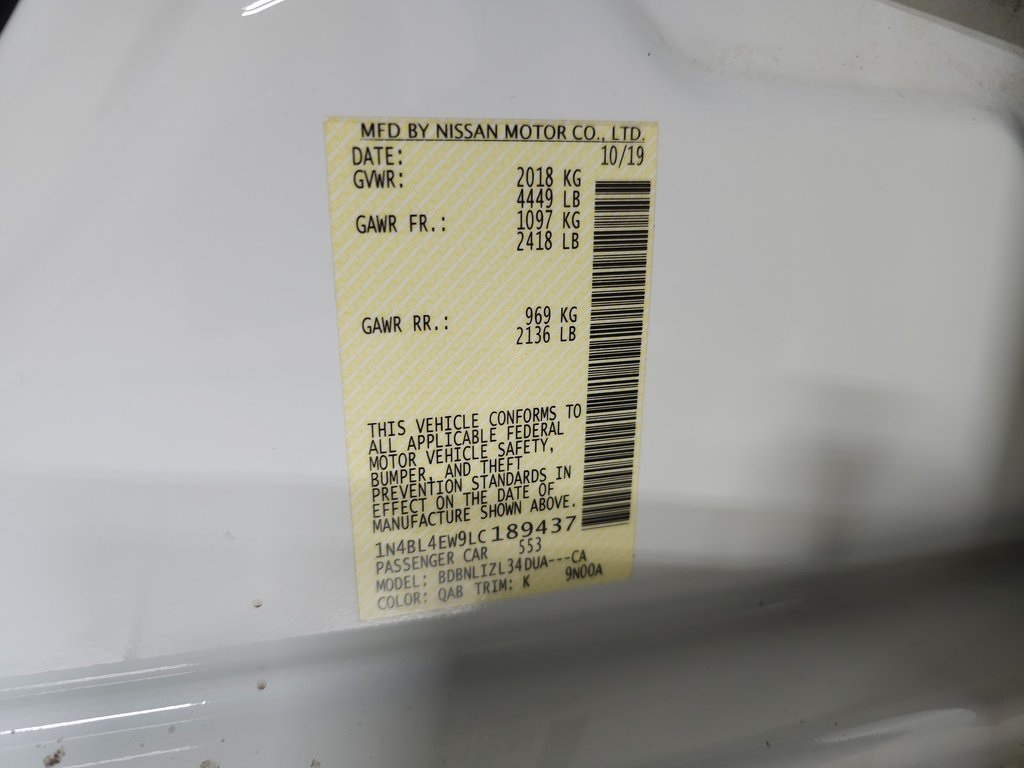 MFD BY NISSAN MOTOR CO., LTD.
DATE: 10/19
GVWR: 2018 KG
4449 LB
GAWR FR.: 1097 KG
2418 LB
GAWR RR.: 969 KG
2136 LB
THIS VEHICLE CONFORMS TO
ALL APPLICABLE FEDERAL
MOTOR VEHICLE SAFETY,
BUMPER, AND THEFT
PREVENTION STANDARDS IN
EFFECT ON THE DATE OF
MANUFACTURE SHOWN ABOVE.
1N4BL4EW9LC189437
PASSENGER CAR 553
MODEL: BDBNLIZL34DUA---CA
COLOR: QAB TRIM: K 9N00A